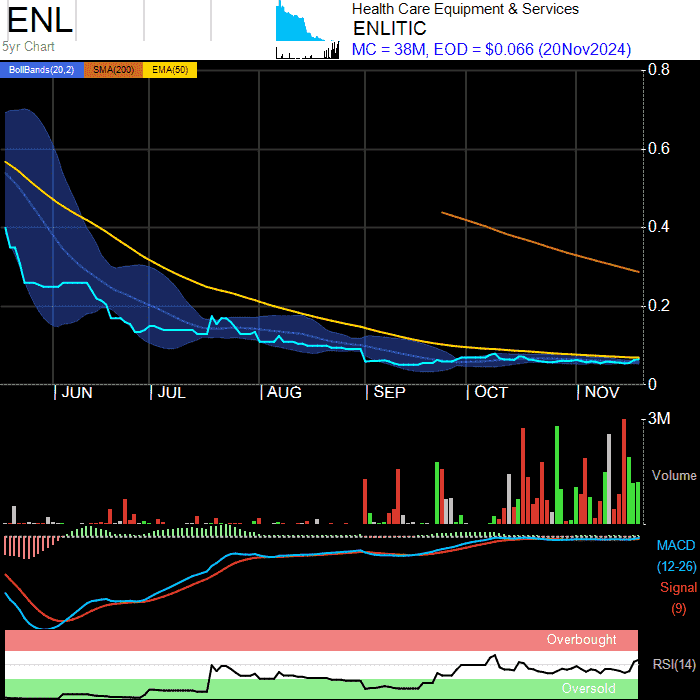 ENL
5yr Chart
Health Care Equipment & Services
ENLITIC
MC = 38M, EOD = $0.066 (20Nov2024)
BollBands(20,2) SMA(200) EMA(50)
0.8
0.6
0.4
0.2
0
JUN JUL AUG SEP OCT NOV
3M
Volume
MACD
(12-26)
Signal
(9)
Overbought
RSI(14)
Oversold